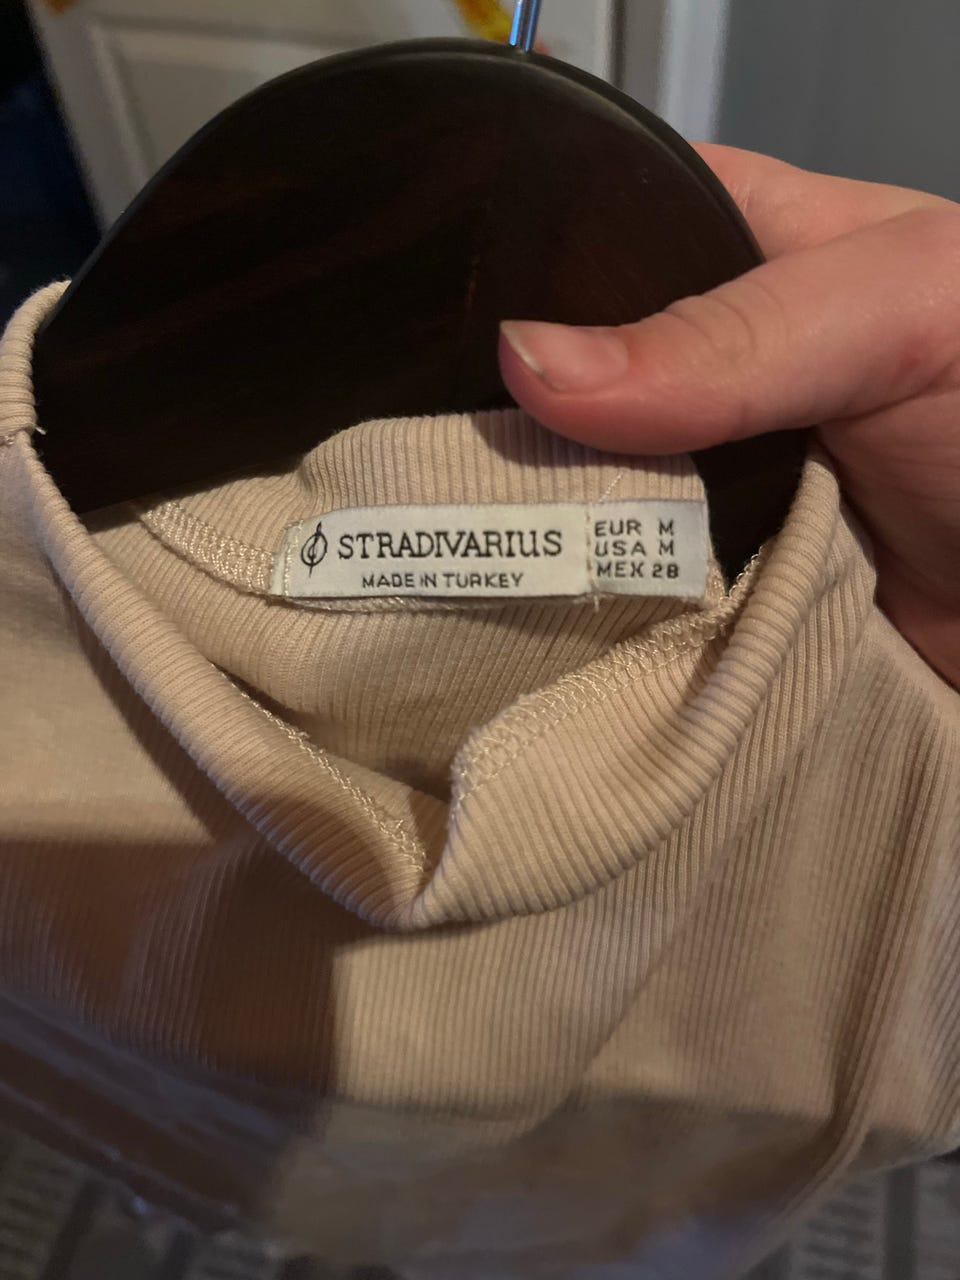 STRADIVARIUS
MADE IN TURKEY
EUR M
USA M
MEX 28